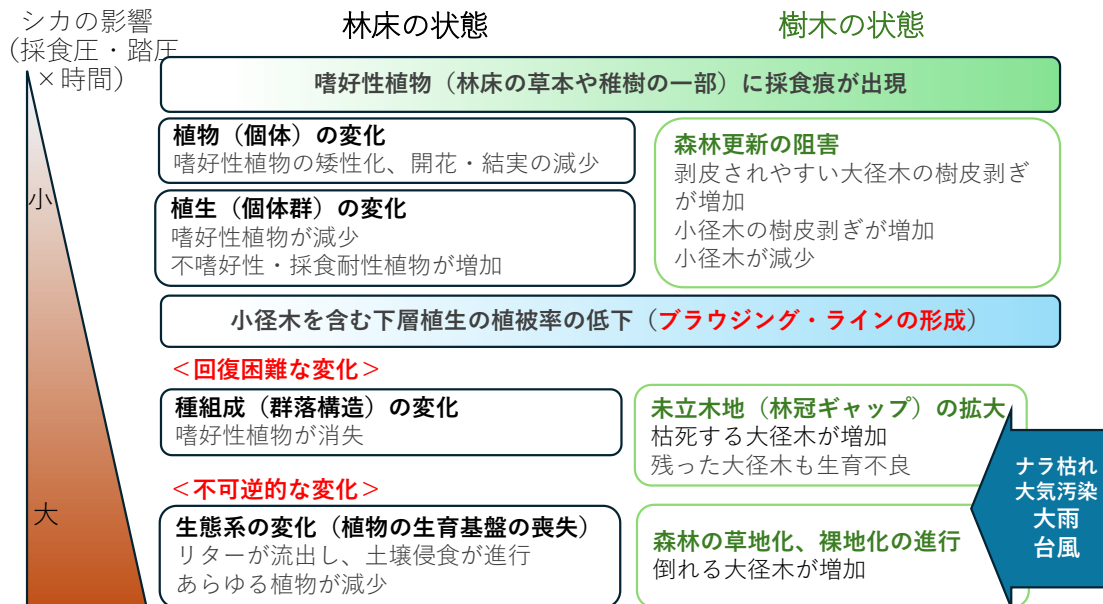 シカの影響
(採食圧・踏圧
×時間)
林床の状態
樹木の状態
嗜好性植物（林床の草本や稚樹の一部）に採食痕が出現
植物（個体）の変化
嗜好性植物の矮性化、開花・結実の減少
森林更新の阻害
剥皮されやすい大径木の樹皮剥ぎ
が増加
小径木の樹皮剥ぎが増加
小径木が減少
小
植生（個体群）の変化
嗜好性植物が減少
不嗜好性・採食耐性植物が増加
小径木を含む下層植生の植被率の低下（ブラウジング・ラインの形成）
＜回復困難な変化＞
種組成（群落構造）の変化
嗜好性植物が消失
未立木地（林冠ギャップ）の拡大
枯死する大径木が増加
残った大径木も生育不良
ナラ枯れ
大気汚染
大雨
台風
＜不可逆的な変化＞
大
生態系の変化（植物の生育基盤の喪失）
リターが流出し、土壌侵食が進行
あらゆる植物が減少
森林の草地化、裸地化の進行
倒れる大径木が増加